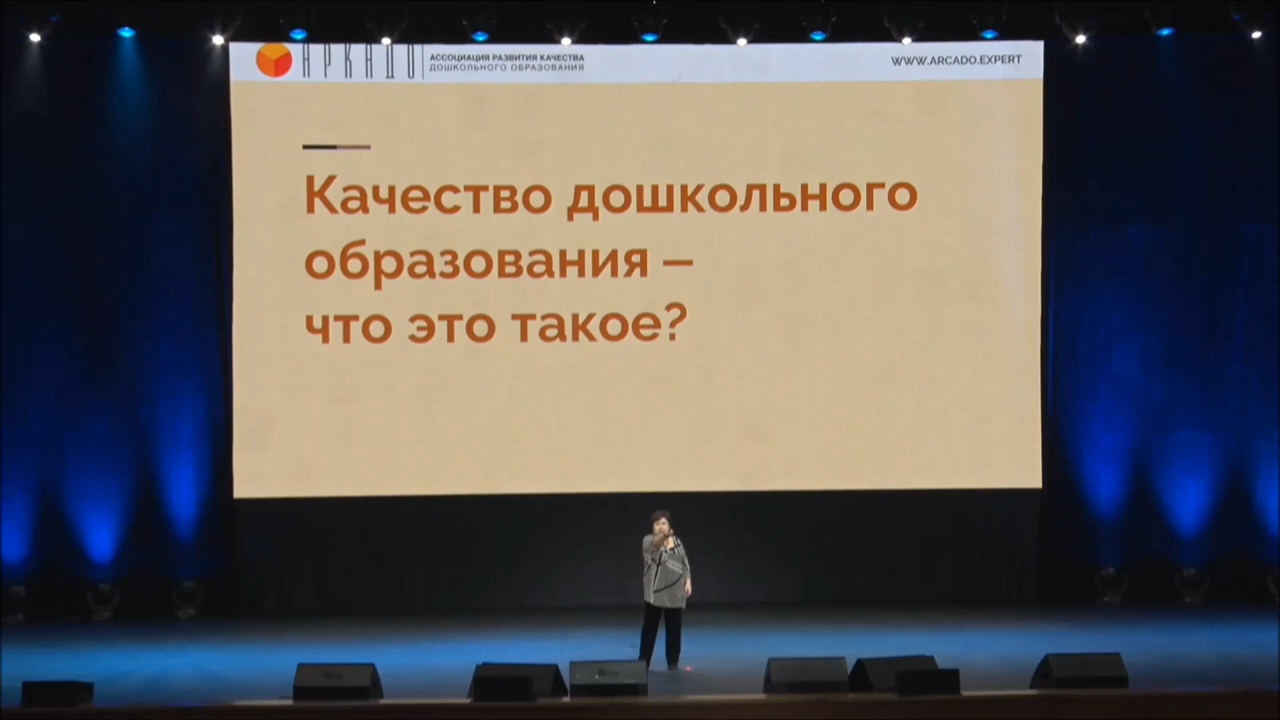 АРКАДО
АССОЦИАЦИЯ РАЗВИТИЯ КАЧЕСТВА
ДОШКОЛЬНОГО ОБРАЗОВАНИЯ
WWW.ARCADO.EXPERT
Качество дошкольного
образования –
что это такое?